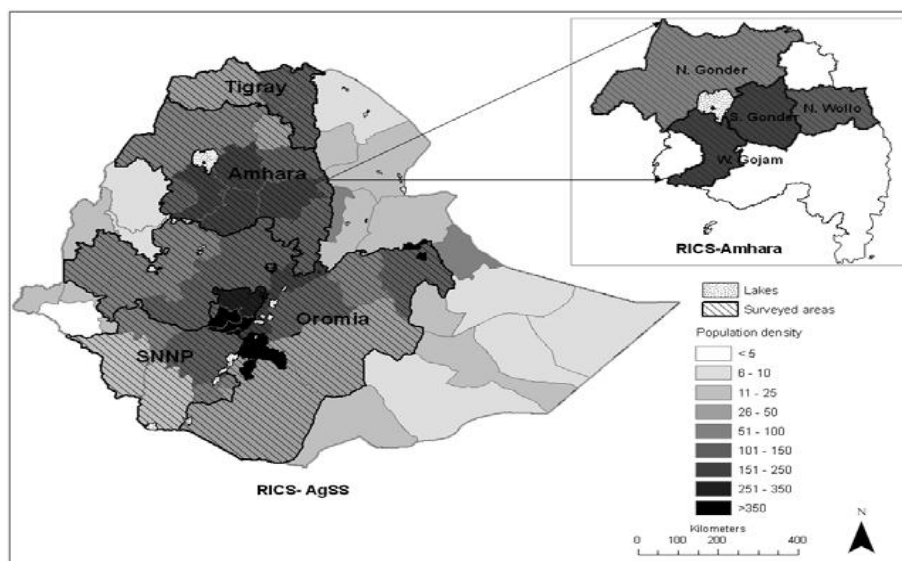 Tigray
Amhara
Oromia
SNNP
RICS- AgSS
N. Gonder
N. Wollo
S. Gonder
W. Gojam
RICS-Amhara
Lakes
Surveyed areas
Population density
< 5
6 - 10
11 - 25
26 - 50
51 - 100
101 - 150
151 - 250
251 - 350
>350
Kilometers
0 100 200 400
N